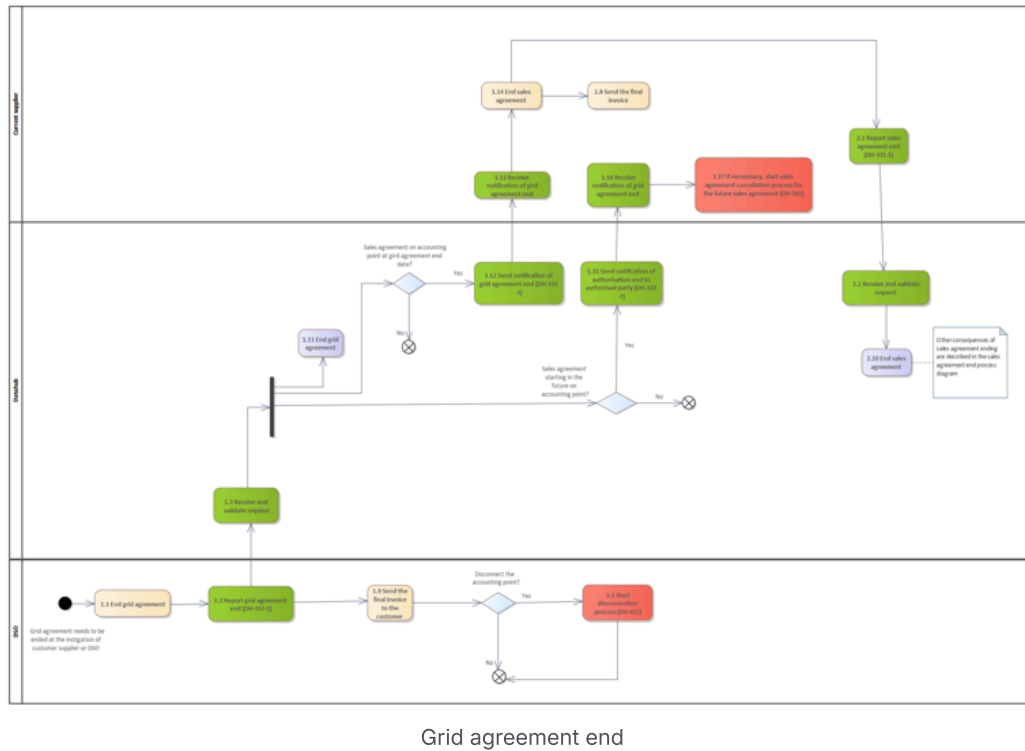 Current supplier
1.14 End sales
agreement
2.8 Send the final
invoice
2.1 Report sales
agreement end
1.13 Receive
notification of gird
agreement end
1.16 Receive
notification of grid
agreement end
1.17 If necessary, start sales
agreement cancellation process for
the future sales agreement
Datahub
Sales agreement on accounting
point at gird agreement end
date?
Yes
No
1.12 Send notification of
grid agreement end (DH-333
-2)
1.15 Send notification of
authorisation end to
authorised party (DH-333
-2)
2.2 Receive and validate
request
1.11 End grid
agreement
2.10 End sales
agreement
Other consequences of
sales agreement ending
are described in the sales
agreement end process
diagram
Yes
Sales agreement
starting in the
future on
accounting point?
No
1.3 Receive and
validate request
DSO
1.1 End grid agreement
Grid agreement needs to be
ended at the instigation of
customer supplier or DSO
1.2 Report grid agreement
end (DH-333-1)
1.9 Send the
final invoice
to the
customer
Disconnect the
accounting point?
Yes
No
3.1 Start
disconnection
process
Grid agreement end